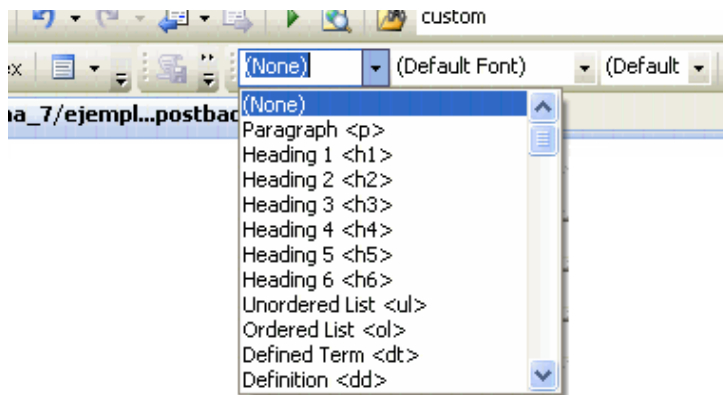 custom
ex (None) (Default Font) (Default
na_7/ejempl...postbac
(None)
Paragraph <p>
Heading 1 <h1>
Heading 2 <h2>
Heading 3 <h3>
Heading 4 <h4>
Heading 5 <h5>
Heading 6 <h6>
Unordered List <ul>
Ordered List <ol>
Defined Term <dt>
Definition <dd>